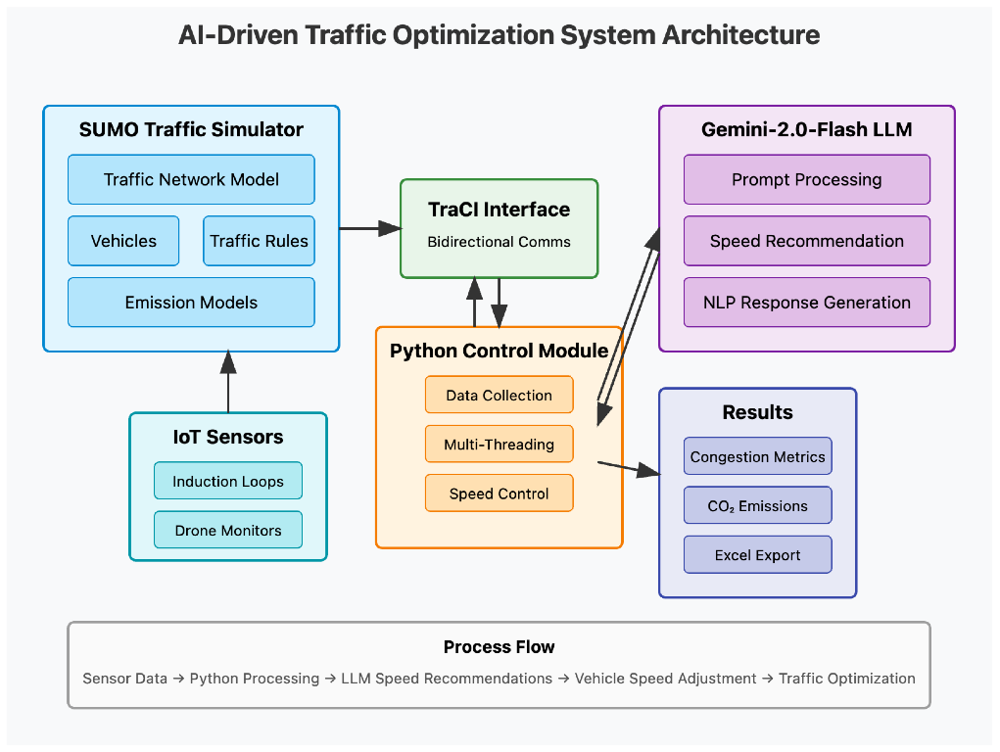 AI-Driven Traffic Optimization System Architecture
SUMO Traffic Simulator
Traffic Network Model
Vehicles
Traffic Rules
Emission Models
TraCI Interface
Bidirectional Comms
Gemini-2.0-Flash LLM
Prompt Processing
Speed Recommendation
NLP Response Generation
IoT Sensors
Induction Loops
Drone Monitors
Python Control Module
Data Collection
Multi-Threading
Speed Control
Results
Congestion Metrics
CO₂ Emissions
Excel Export
Process Flow
Sensor Data → Python Processing → LLM Speed Recommendations → Vehicle Speed Adjustment → Traffic Optimization